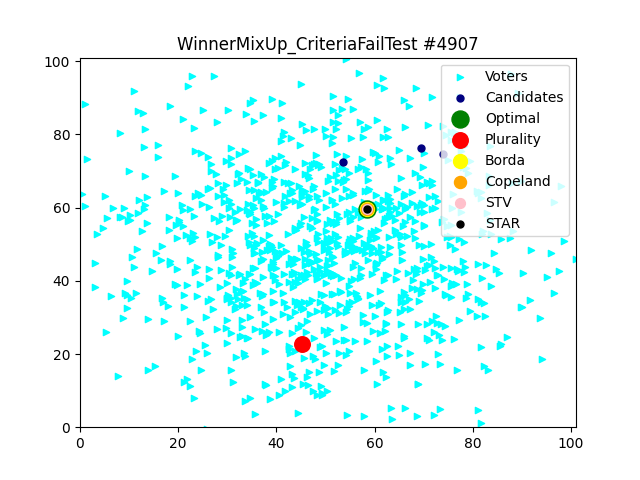 WinnerMixUp_CriteriaFailTest #4907
100
80
60
40
20
0
0 20 40 60 80 100
Voters
Candidates
Optimal
Plurality
Borda
Copeland
STV
STAR